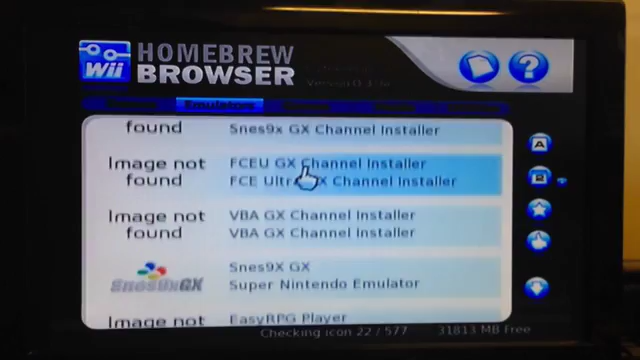 Wii
HOMEBREW
BROWSER
?
Emulators
found
Snes9x GX Channel Installer
Image not
found
FCEU GX Channel Installer
FCE Ultra GX Channel Installer
Image not
found
VBA GX Channel Installer
VBA GX Channel Installer
Snes9xGX
Snes9X GX
Super Nintendo Emulator
Image not
EasyRPG Player
Checking icon 22 / 577
31813 MB Free
A